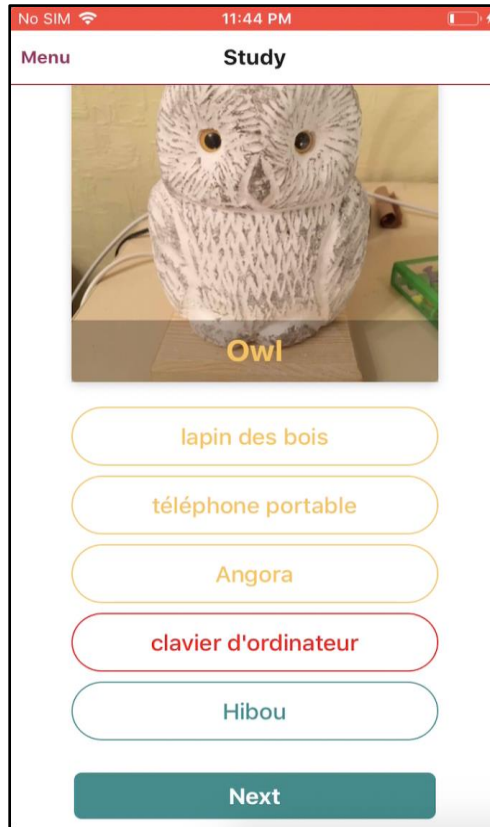 No SIM 11:44 PM
Menu Study
Owl
lapin des bois
téléphone portable
Angora
clavier d'ordinateur
Hibou
Next